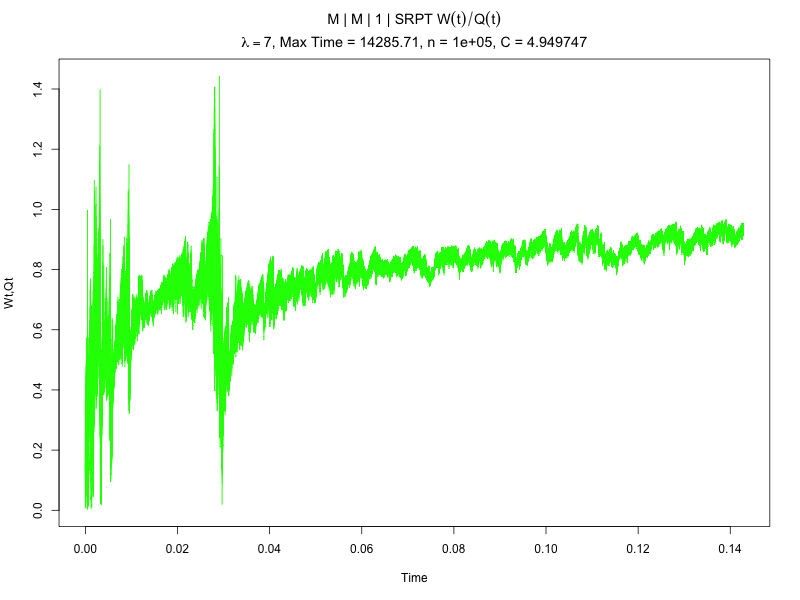 M | M | 1 | SRPT W(t)/Q(t)
λ = 7, Max Time = 14285.71, n = 1e+05, C = 4.949747
1.4
1.2
1.0
0.8
0.6
0.4
0.2
0.0
Wt,Qt
0.00 0.02 0.04 0.06 0.08 0.10 0.12 0.14
Time